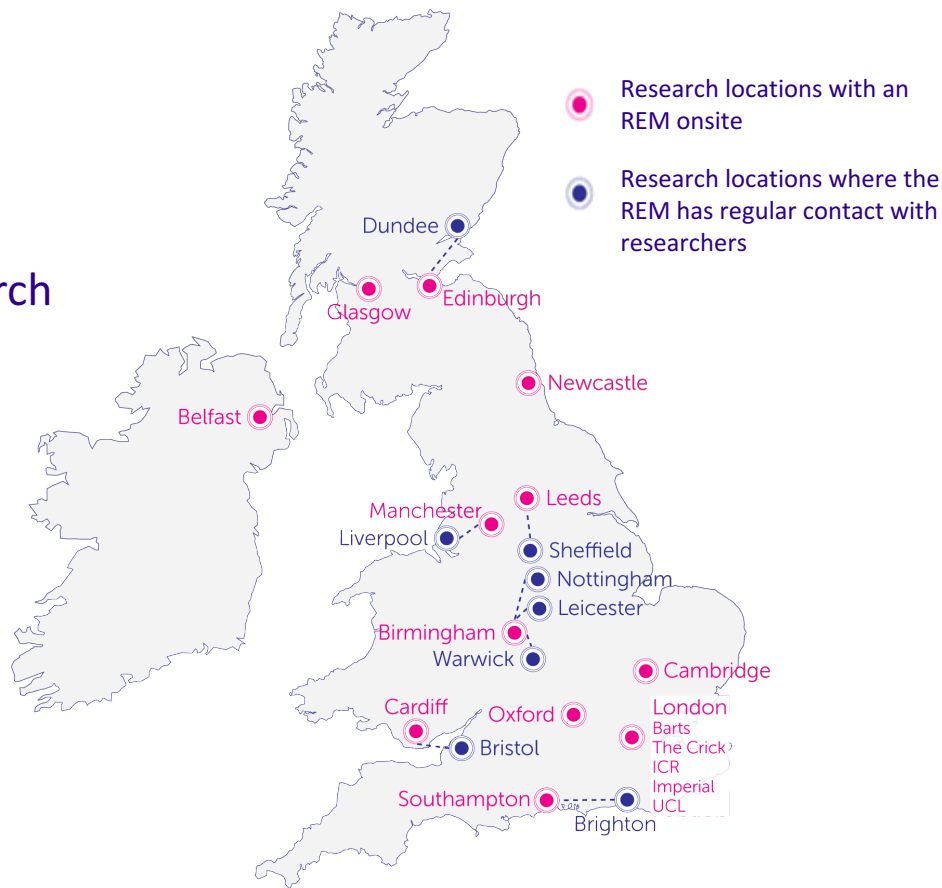 Research locations with an
REM onsite
Research locations where the
REM has regular contact with
researchers
Dundee
rch
Edinburgh
Glasgow
Newcastle
Belfast
Leeds
Manchester
Liverpool
Sheffield
Nottingham
Leicester
Birmingham
Warwick
Cambridge
Cardiff
London
Oxford
Barts
The Crick
Bristol
ICR
Imperial
Southampton
UCL
Brighton